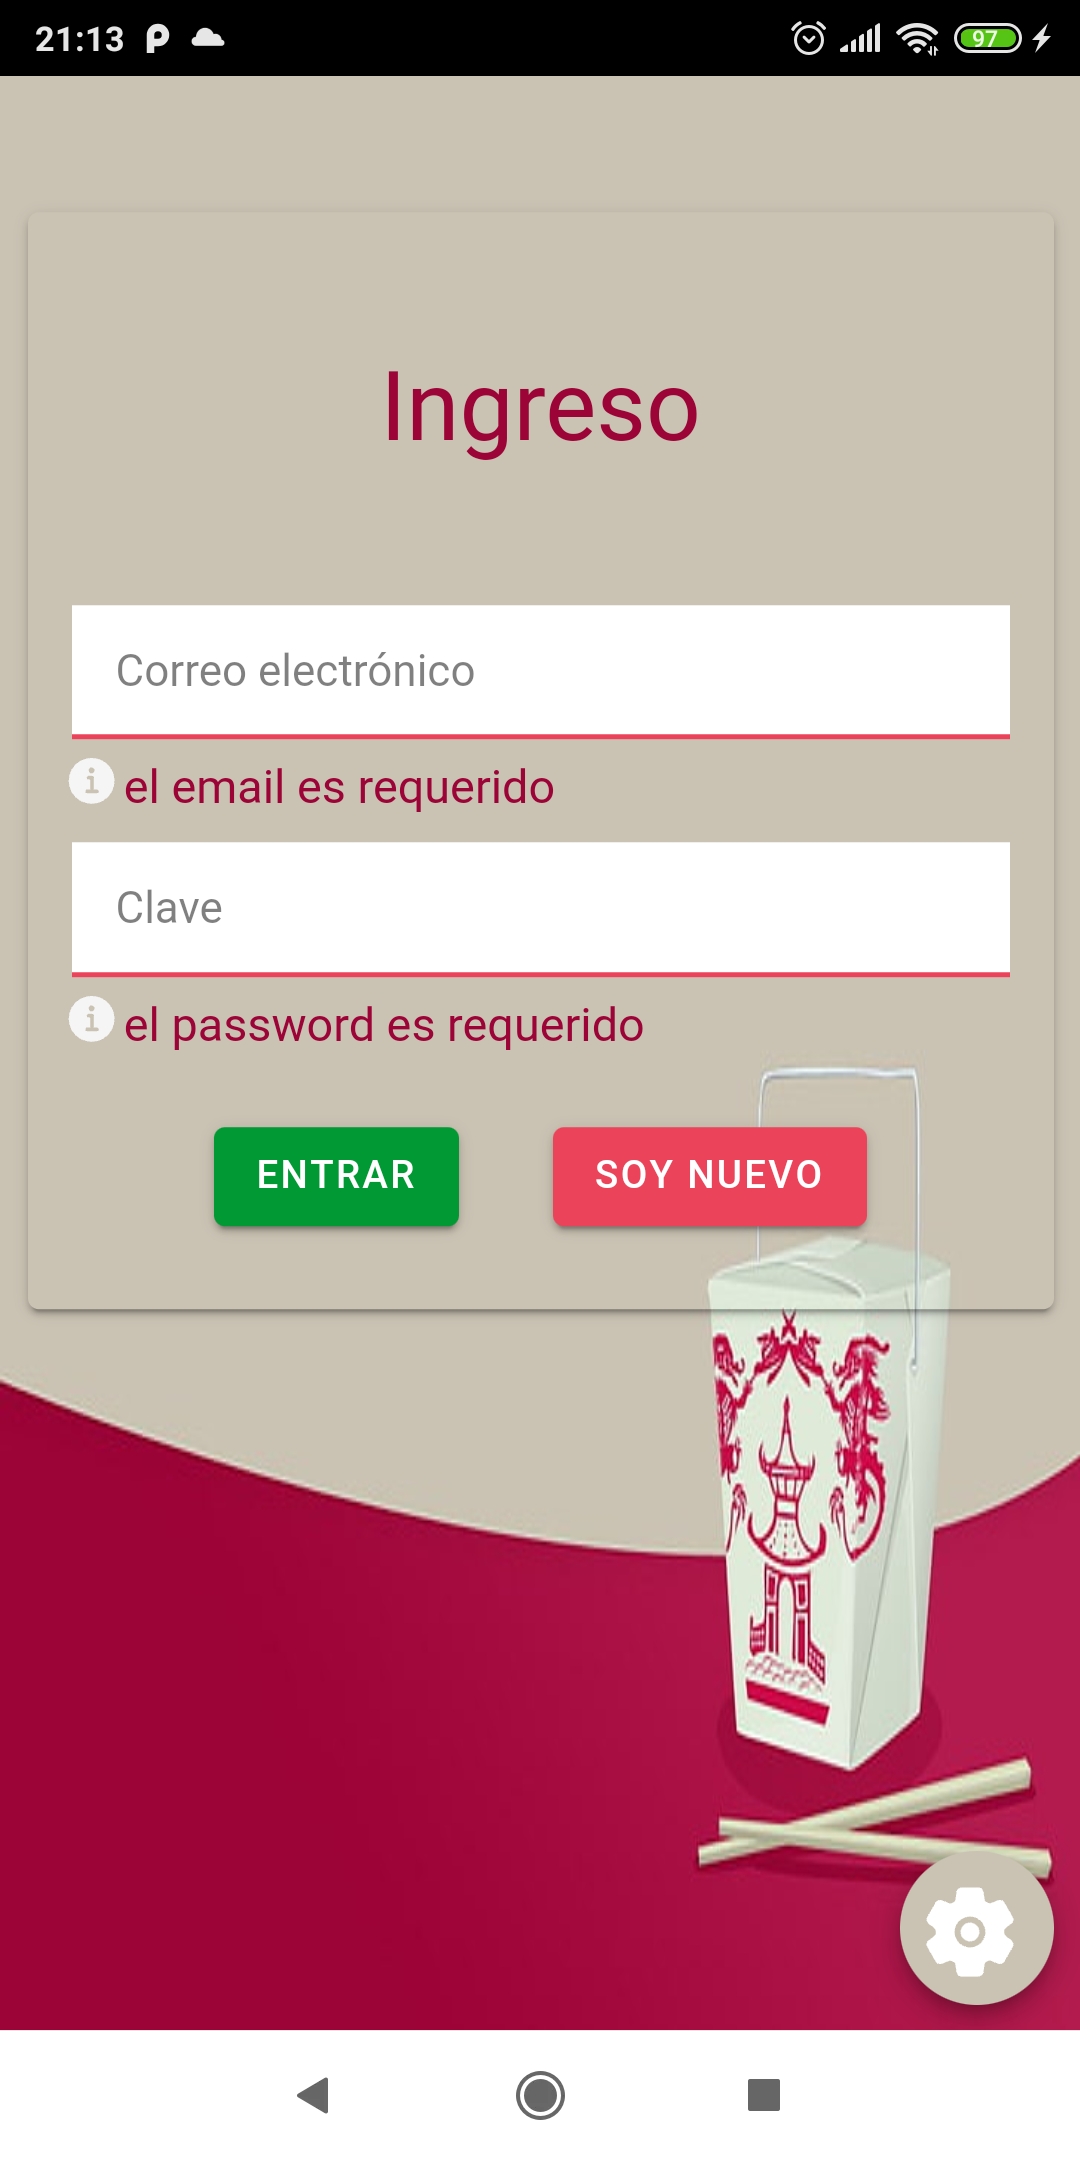 21:13
97
Ingreso
Correo electrónico
el email es requerido
Clave
el password es requerido
ENTRAR
SOY NUEVO